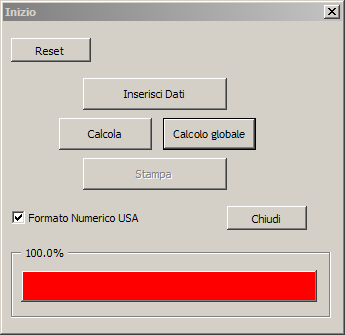 Inizio
Reset
Inserisci Dati
Calcola
Calcolo globale
Stampa
Formato Numerico USA
Chiudi
100.0%